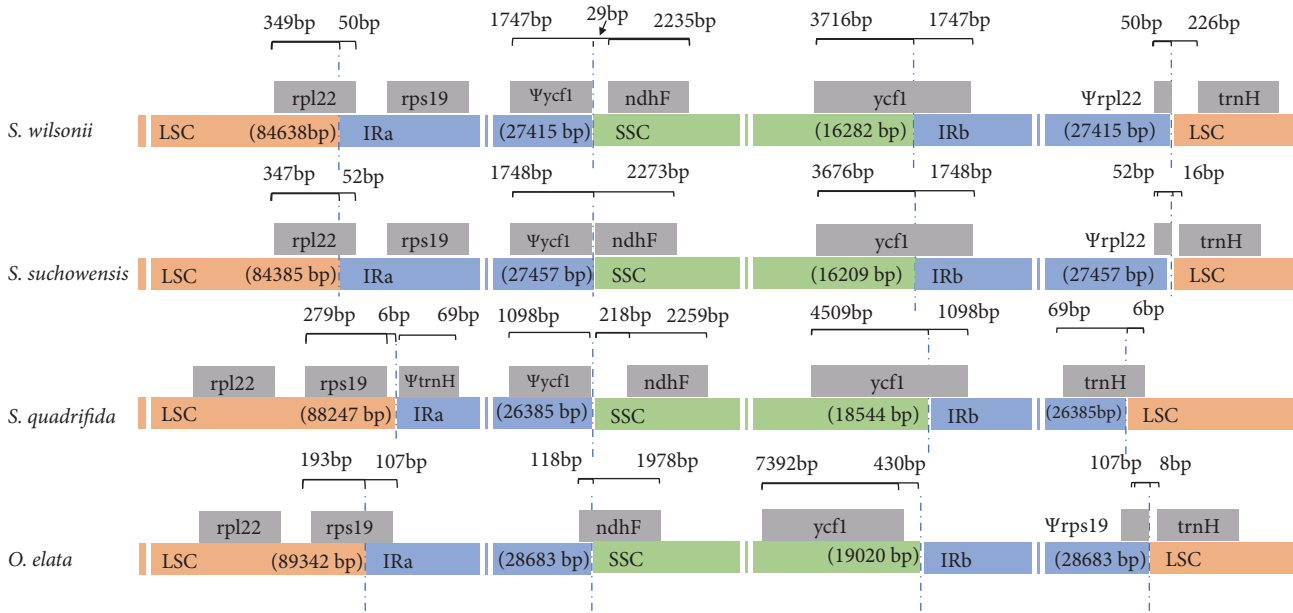 349bp 50bp 1747bp 29bp 2235bp 3716bp 1747bp 50bp 226bp
rpl22 rps19 Ψycf1 ndhF ycf1 Ψrpl22 trnH
S. wilsonii LSC (84638bp) IRa (27415 bp) SSC (16282 bp) IRb (27415 bp) LSC
347bp 52bp 1748bp 2273bp 3676bp 1748bp 52bp 16bp
rpl22 rps19 Ψycf1 ndhF ycf1 Ψrpl22 trnH
S. suchowensis LSC (84385 bp) IRa (27457 bp) SSC (16209 bp) IRb (27457 bp) LSC
279bp 6bp 69bp 1098bp 218bp 2259bp 4509bp 1098bp 69bp 6bp
rpl22 rps19 ΨtrnH Ψycf1 ndhF ycf1 trnH
S. quadrifida LSC (88247 bp) IRa (26385 bp) SSC (18544 bp) IRb (26385bp) LSC
193bp 107bp 118bp 1978bp 7392bp 430bp 107bp 8bp
rpl22 rps19 ndhF ycf1 Ψrps19 trnH
O. elata LSC (89342 bp) IRa (28683 bp) SSC (19020 bp) IRb (28683 bp) LSC